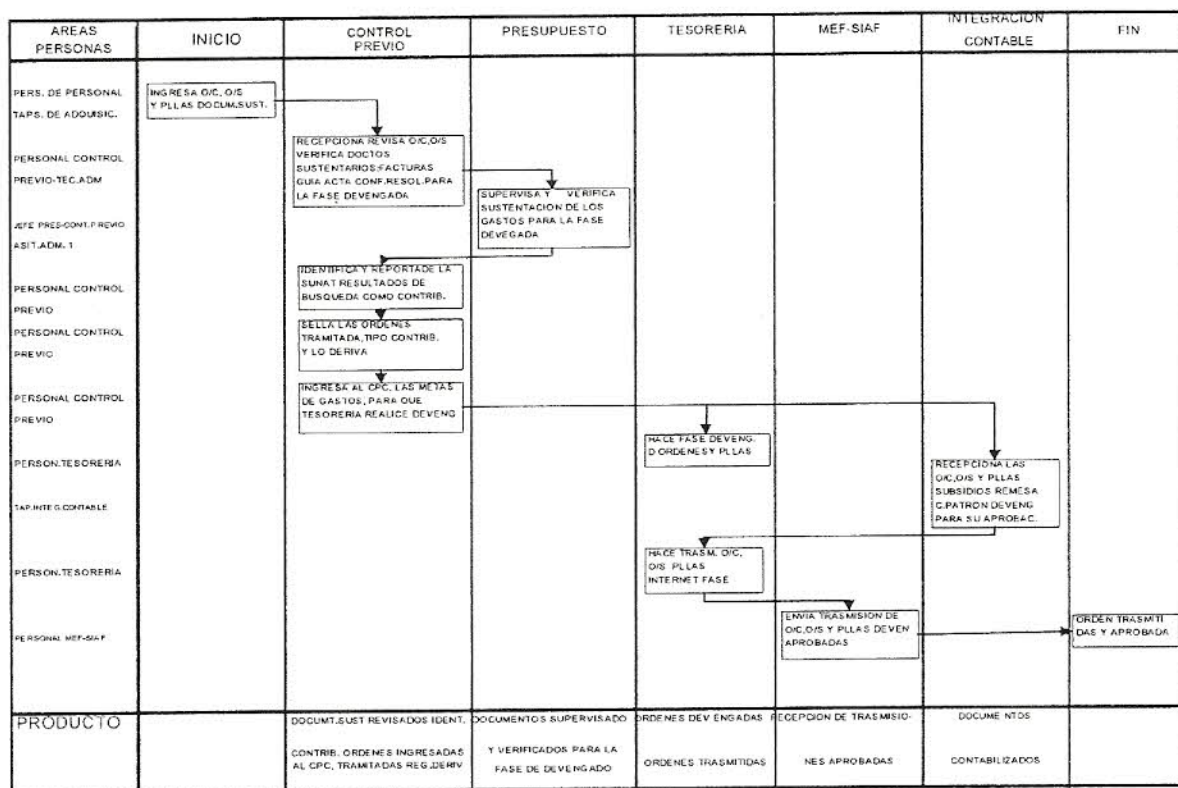 AREAS
PERSONAS
INICIO
CONTROL
PREVIO
PRESUPUESTO
TESORERIA
MEF-SIAF
INTEGRACION
CONTABLE
FIN
PERS. DE PERSONAL
TAPS. DE ADQUISIC.
INGRESA O/C, O/S
Y PLLAS DOCUM.SUST.
PERSONAL CONTROL
PREVIO-TEC.ADM
RECEPCIONA REVISA O/C,O/S
VERIFICA DOCTOS
SUSTENTARIOS;FACTURAS
GUIA ACTA CONF.RESOL.PARA
LA FASE DEVENGADA
JEFE PRES-CONT.PREVIO
ASIT.ADM. 1
SUPERVISA Y VERIFICA
SUSTENTACION DE LOS
GASTOS PARA LA FASE
DEVEGADA
PERSONAL CONTROL
PREVIO
IDENTIFICA Y REPORTADE LA
SUNAT RESULTADOS DE
BUSQUEDA COMO CONTRIB.
PERSONAL CONTROL
PREVIO
SELLA LAS ORDENES
TRAMITADA,TIPO CONTRIB.
Y LO DERIVA
PERSONAL CONTROL
PREVIO
INGRESA AL CPC, LAS METAS
DE GASTOS, PARA QUE
TESORERIA REALICE DEVENG
PERSON.TESORERIA
HACE FASE DEVENG.
D ORDENES Y PLLAS
TAP.INTEG.CONTABLE
RECEPCIONA LAS
O/C,O/S Y PLLAS
SUBSIDIOS REMESA
C.PATRON DEVENG
PARA SU APROBAC.
PERSON.TESORERIA
HACE TRASM. O/C,
O/S PLLAS
INTERNET FASE
PERSONAL MEF-SIAF
ENVIA TRASMISION DE
O/C,O/S Y PLLAS DEVEN
APROBADAS
ORDEN TRASMITI
DAS Y APROBADA
PRODUCTO
DOCUMT.SUST REVISADOS IDENT.
CONTRIB. ORDENES INGRESADAS
AL CPC, TRAMITADAS REG.DERIV
DOCUMENTOS SUPERVISADO
Y VERIFICADOS PARA LA
FASE DE DEVENGADO
ORDENES DEVENGADAS
ORDENES TRASMITIDAS
RECEPCION DE TRASMISIO-
NES APROBADAS
DOCUMENTOS
CONTABILIZADOS